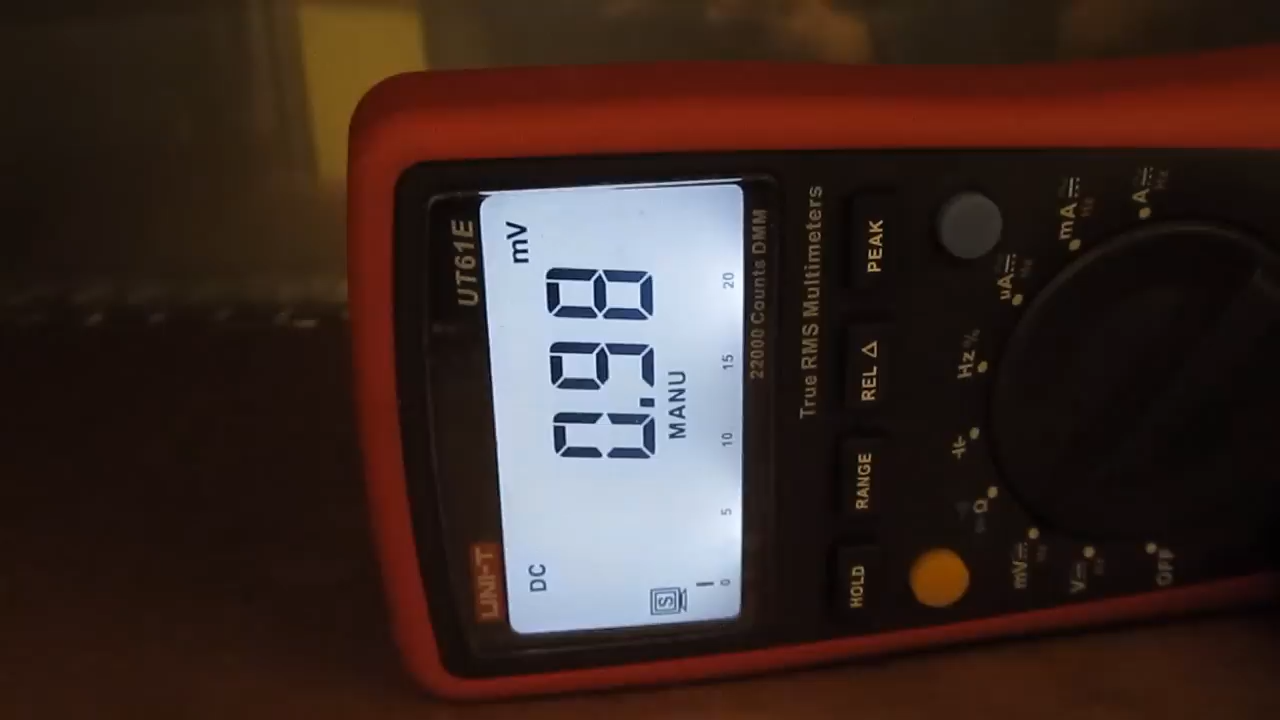 UNI-T UT61E
DC mV
0.98
MANU
S
0 5 10 15 20
22000 Counts DMM
True RMS Multimeters
HOLD RANGE REL △ PEAK
OFF
V
mV
Ω
Hz %
µA
mA
A
Hz